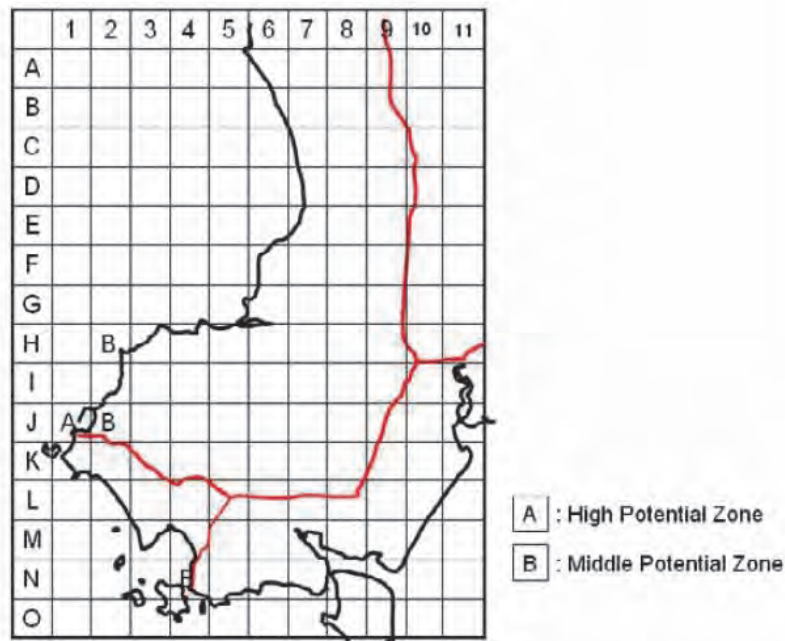 1 2 3 4 5 6 7 8 9 10 11
A
B
C
D
E
F
G
H B
I
J A B
K
L
M
N
O
A : High Potential Zone
B : Middle Potential Zone